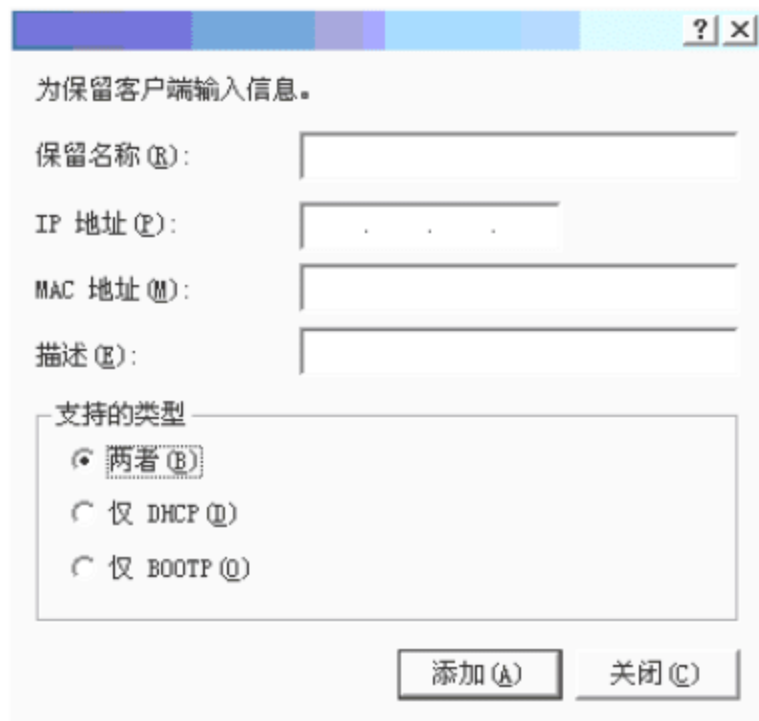 为保留客户端输入信息。
保留名称(R):
IP 地址(P):
. . .
MAC 地址(M):
描述(E):
支持的类型
两者(B)
仅 DHCP(D)
仅 BOOTP(O)
添加(A) 关闭(C)